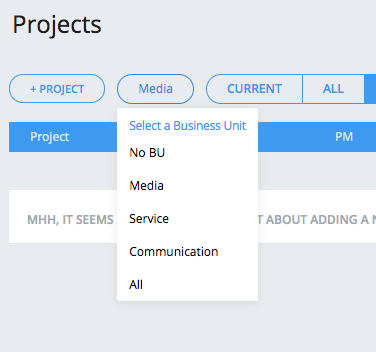 Projects
+ PROJECT
Media
CURRENT
ALL
Project
PM
Select a Business Unit
No BU
Media
Service
Communication
All
MHH, IT SEEMS
ABOUT ADDING A